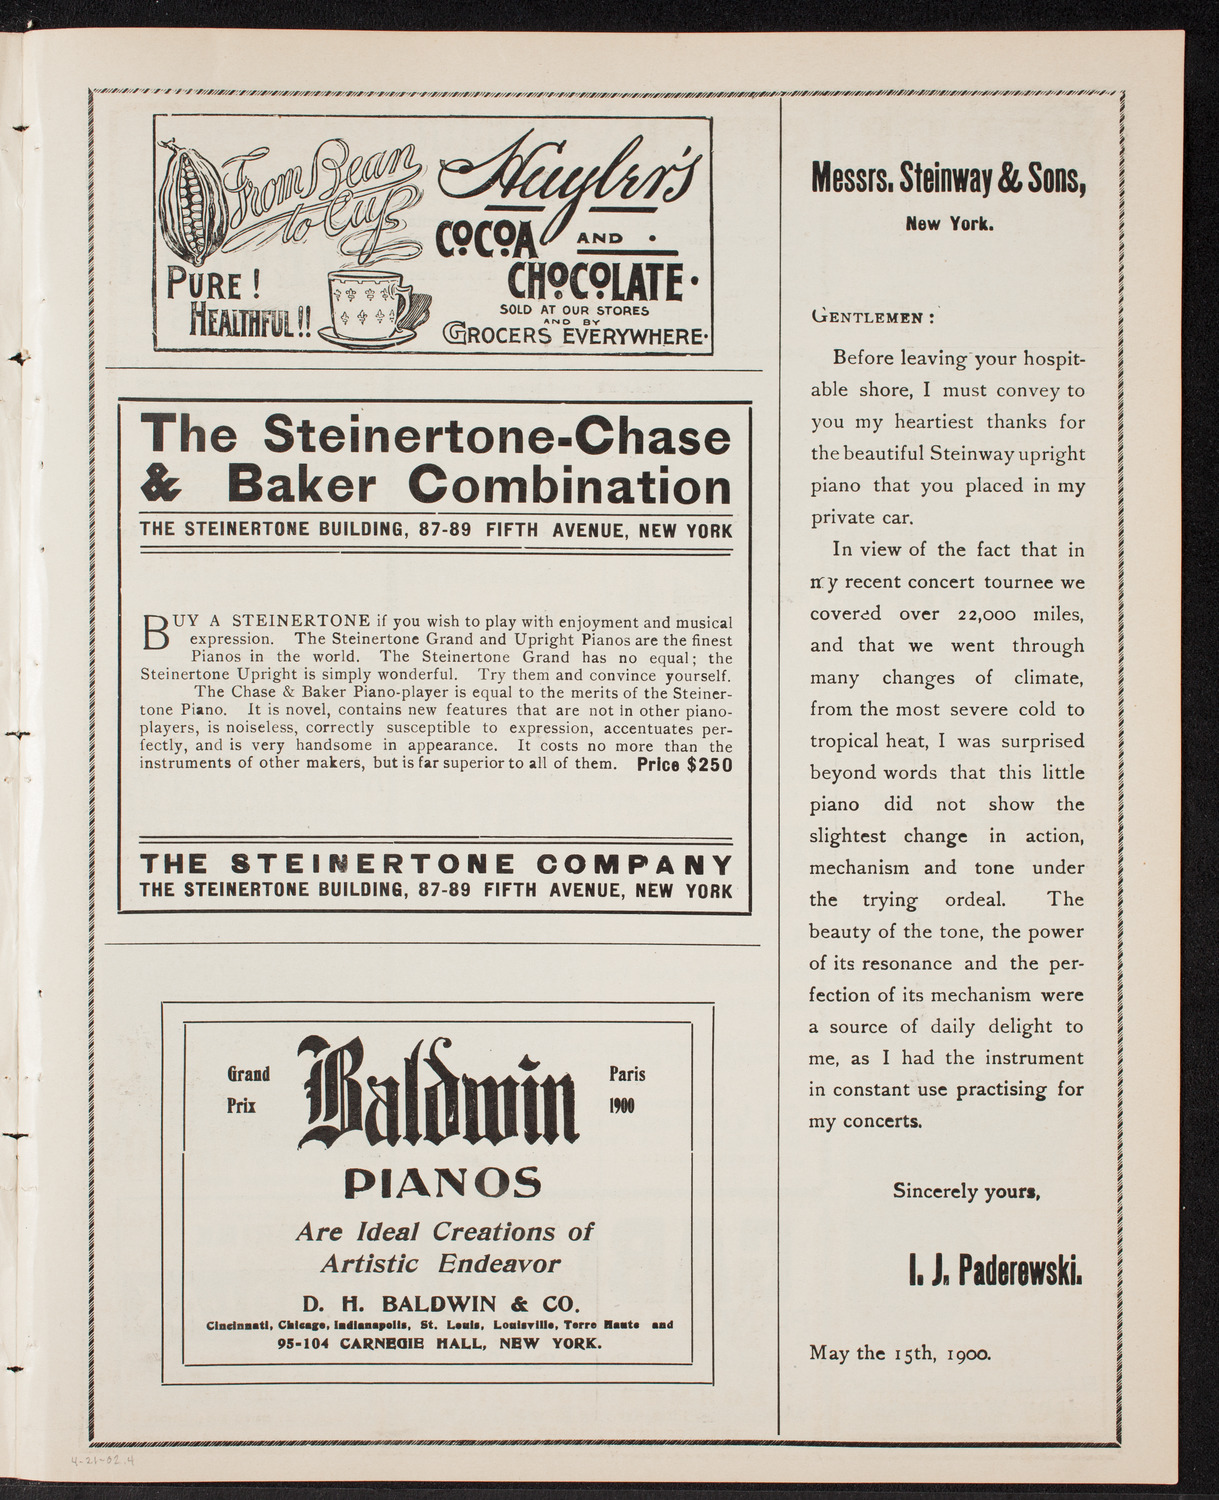 From Bean
to Cup
PURE!
HEALTHFUL!!
Huyler's
COCOA AND
CHOCOLATE.
SOLD AT OUR STORES
AND BY
GROCERS EVERYWHERE.
The Steinertone-Chase
& Baker Combination
THE STEINERTONE BUILDING, 87-89 FIFTH AVENUE, NEW YORK
BUY A STEINERTONE if you wish to play with enjoyment and musical
expression. The Steinertone Grand and Upright Pianos are the finest
Pianos in the world. The Steinertone Grand has no equal; the
Steinertone Upright is simply wonderful. Try them and convince yourself.
The Chase & Baker Piano-player is equal to the merits of the Steiner-
tone Piano. It is novel, contains new features that are not in other piano-
players, is noiseless, correctly susceptible to expression, accentuates per-
fectly, and is very handsome in appearance. It costs no more than the
instruments of other makers, but is far superior to all of them. Price $250
THE STEINERTONE COMPANY
THE STEINERTONE BUILDING, 87-89 FIFTH AVENUE, NEW YORK
Grand
Prix
Baldwin
Paris
1900
PIANOS
Are Ideal Creations of
Artistic Endeavor
D. H. BALDWIN & CO.
Cincinnati, Chicago, Indianapolis, St. Louis, Louisville, Terre Haute and
95-104 CARNEGIE HALL, NEW YORK.
Messrs. Steinway & Sons,
New York.
GENTLEMEN:
Before leaving your hospit-
able shore, I must convey to
you my heartiest thanks for
the beautiful Steinway upright
piano that you placed in my
private car.
In view of the fact that in
my recent concert tournee we
covered over 22,000 miles,
and that we went through
many changes of climate,
from the most severe cold to
tropical heat, I was surprised
beyond words that this little
piano did not show the
slightest change in action,
mechanism and tone under
the trying ordeal. The
beauty of the tone, the power
of its resonance and the per-
fection of its mechanism were
a source of daily delight to
me, as I had the instrument
in constant use practising for
my concerts.
Sincerely yours,
I. J. Paderewski.
May the 15th, 1900.
4-21-02.4